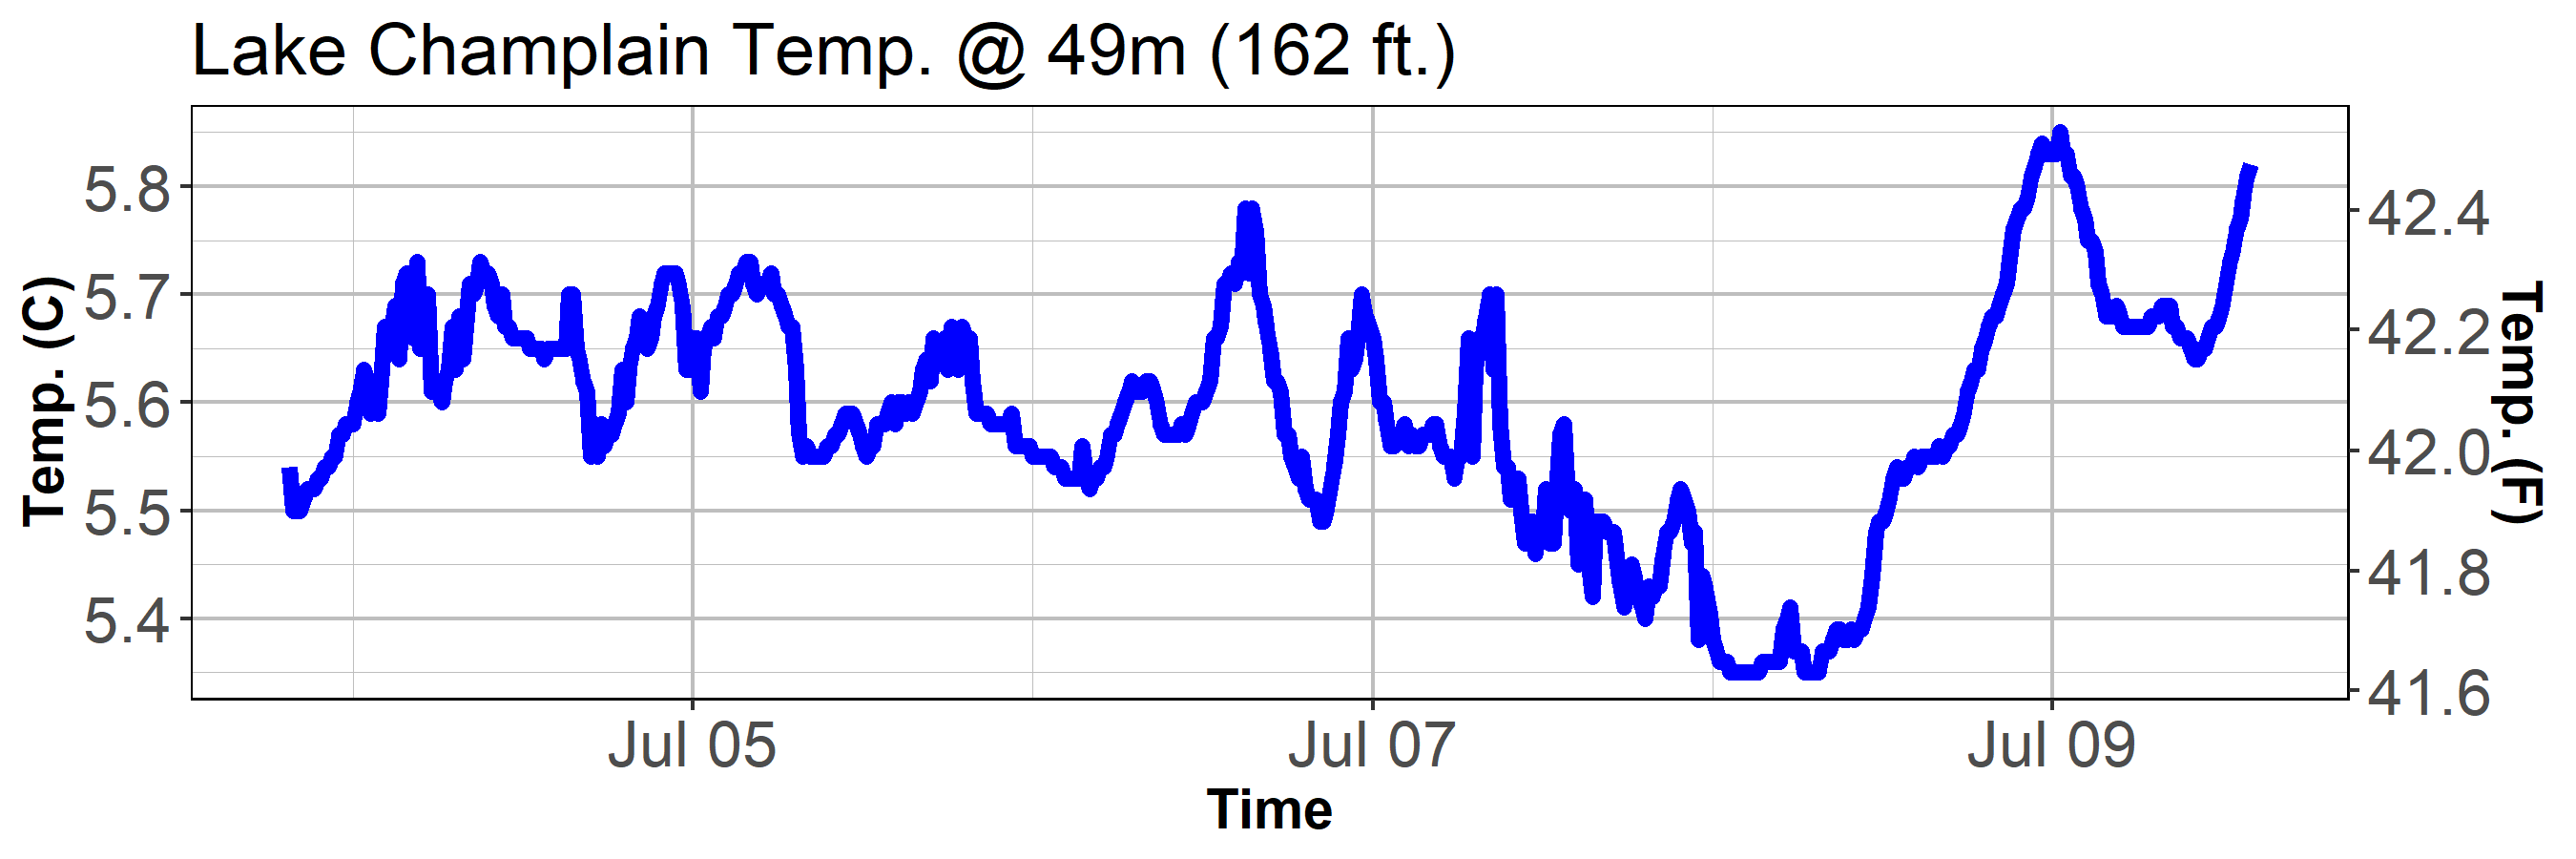 Lake Champlain Temp. @ 49m (162 ft.)
Temp. (C)
5.8
5.7
5.6
5.5
5.4
42.4
42.2
42.0
41.8
41.6
Temp. (F)
Jul 05
Jul 07
Jul 09
Time